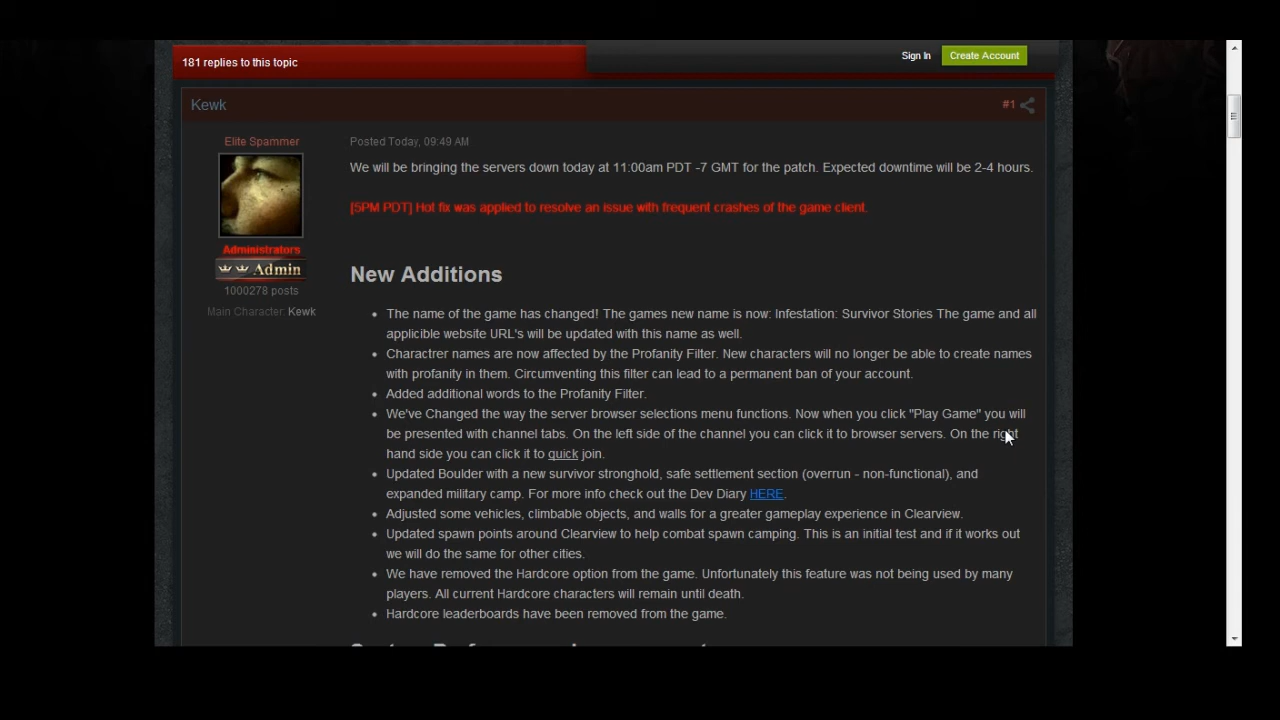 Sign In
Create Account
181 replies to this topic
Kewk
#1
Elite Spammer
Administrators
Admin
1000278 posts
Main Character: Kewk
Posted Today, 09:49 AM
We will be bringing the servers down today at 11:00am PDT -7 GMT for the patch. Expected downtime will be 2-4 hours.
[5PM PDT] Hot fix was applied to resolve an issue with frequent crashes of the game client.
New Additions
The name of the game has changed! The games new name is now: Infestation: Survivor Stories The game and all
applicible website URL's will be updated with this name as well.
Charactrer names are now affected by the Profanity Filter. New characters will no longer be able to create names
with profanity in them. Circumventing this filter can lead to a permanent ban of your account.
Added additional words to the Profanity Filter.
We've Changed the way the server browser selections menu functions. Now when you click "Play Game" you will
be presented with channel tabs. On the left side of the channel you can click it to browser servers. On the right
hand side you can click it to quick join.
Updated Boulder with a new survivor stronghold, safe settlement section (overrun - non-functional), and
expanded military camp. For more info check out the Dev Diary HERE.
Adjusted some vehicles, climbable objects, and walls for a greater gameplay experience in Clearview.
Updated spawn points around Clearview to help combat spawn camping. This is an initial test and if it works out
we will do the same for other cities.
We have removed the Hardcore option from the game. Unfortunately this feature was not being used by many
players. All current Hardcore characters will remain until death.
Hardcore leaderboards have been removed from the game.